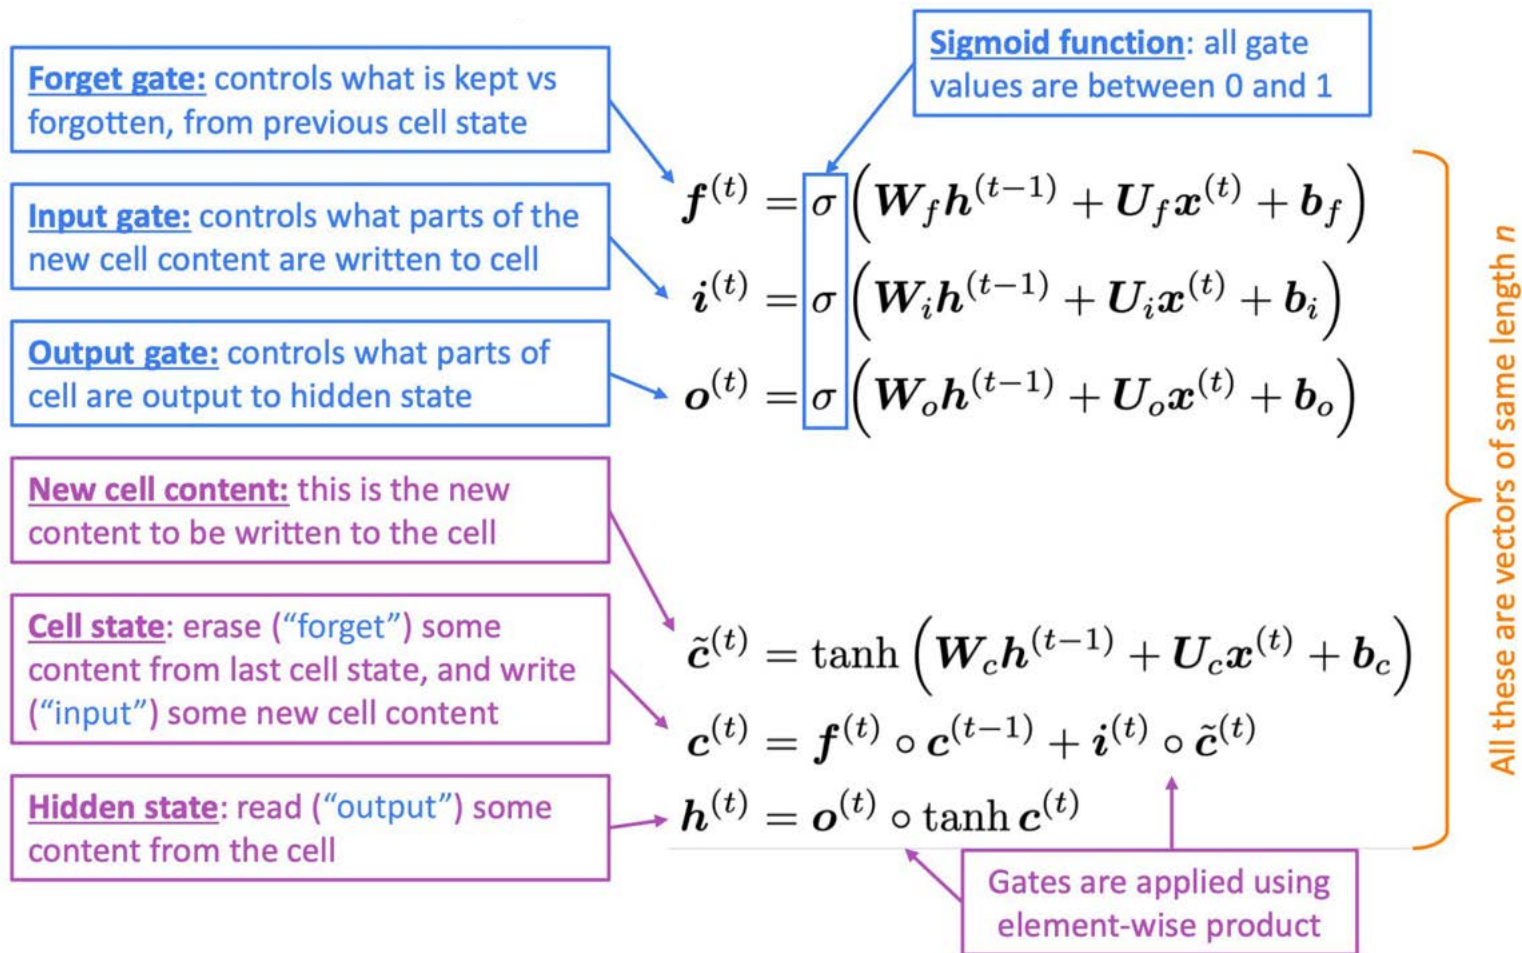 Sigmoid function: all gate
values are between 0 and 1
Forget gate: controls what is kept vs
forgotten, from previous cell state
Input gate: controls what parts of the
new cell content are written to cell
Output gate: controls what parts of
cell are output to hidden state
New cell content: this is the new
content to be written to the cell
Cell state: erase (“forget”) some
content from last cell state, and write
(“input”) some new cell content
Hidden state: read (“output”) some
content from the cell
𝒇^(t) = σ(𝑾_f 𝒉^(t−1) + 𝑼_f 𝒙^(t) + 𝒃_f)
𝒊^(t) = σ(𝑾_i 𝒉^(t−1) + 𝑼_i 𝒙^(t) + 𝒃_i)
𝒐^(t) = σ(𝑾_o 𝒉^(t−1) + 𝑼_o 𝒙^(t) + 𝒃_o)
𝒄̃^(t) = tanh(𝑾_c 𝒉^(t−1) + 𝑼_c 𝒙^(t) + 𝒃_c)
𝒄^(t) = 𝒇^(t) ∘ 𝒄^(t−1) + 𝒊^(t) ∘ 𝒄̃^(t)
𝒉^(t) = 𝒐^(t) ∘ tanh 𝒄^(t)
Gates are applied using
element-wise product
All these are vectors of same length n